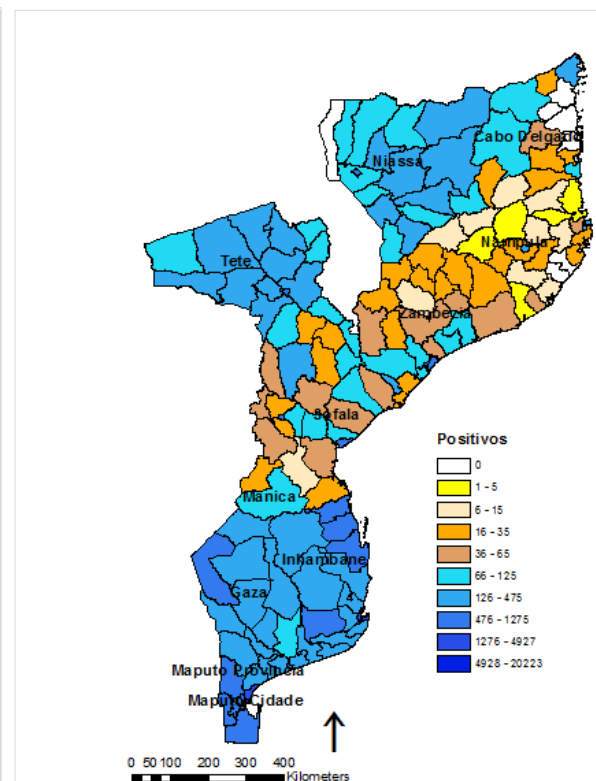 Cabo Delgado
Niassa
Nampula
Tete
Zambezia
Sofala
Manica
Inhambane
Gaza
Maputo Provincia
Maputo Cidade
Positivos
0
1 - 5
6 - 15
16 - 35
36 - 65
66 - 125
126 - 475
476 - 1275
1276 - 4927
4928 - 20223
0 50 100 200 300 400
Kilometers